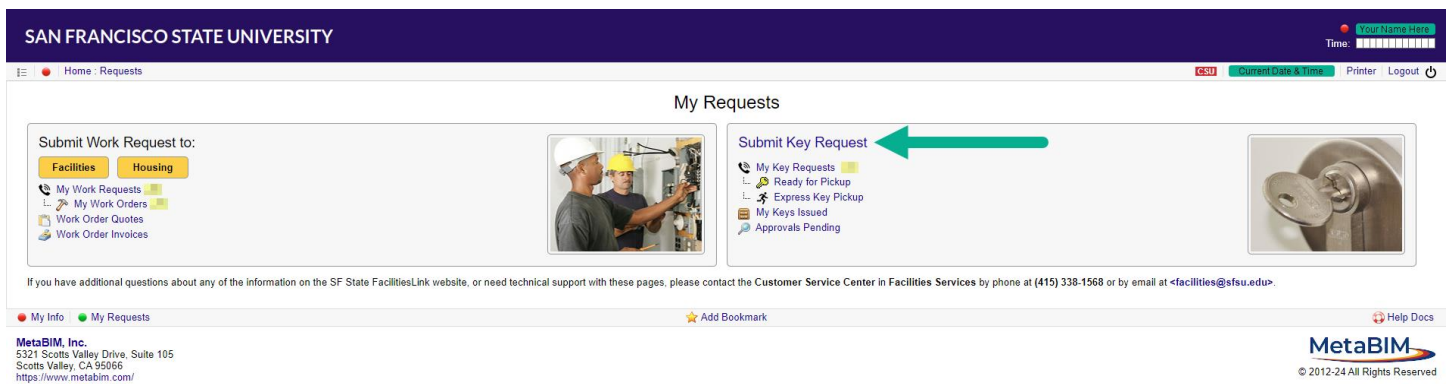 SAN FRANCISCO STATE UNIVERSITY
Your Name Here
Time:
Home : Requests
CSU Current Date & Time Printer Logout
My Requests
Submit Work Request to:
Facilities Housing
My Work Requests
My Work Orders
Work Order Quotes
Work Order Invoices
Submit Key Request
My Key Requests
Ready for Pickup
Express Key Pickup
My Keys Issued
Approvals Pending
If you have additional questions about any of the information on the SF State FacilitiesLink website, or need technical support with these pages, please contact the Customer Service Center in Facilities Services by phone at (415) 338-1568 or by email at <facilities@sfsu.edu>.
My Info My Requests Add Bookmark Help Docs
MetaBIM, Inc.
5321 Scotts Valley Drive, Suite 105
Scotts Valley, CA 95066
https://www.metabim.com/
MetaBIM
© 2012-24 All Rights Reserved